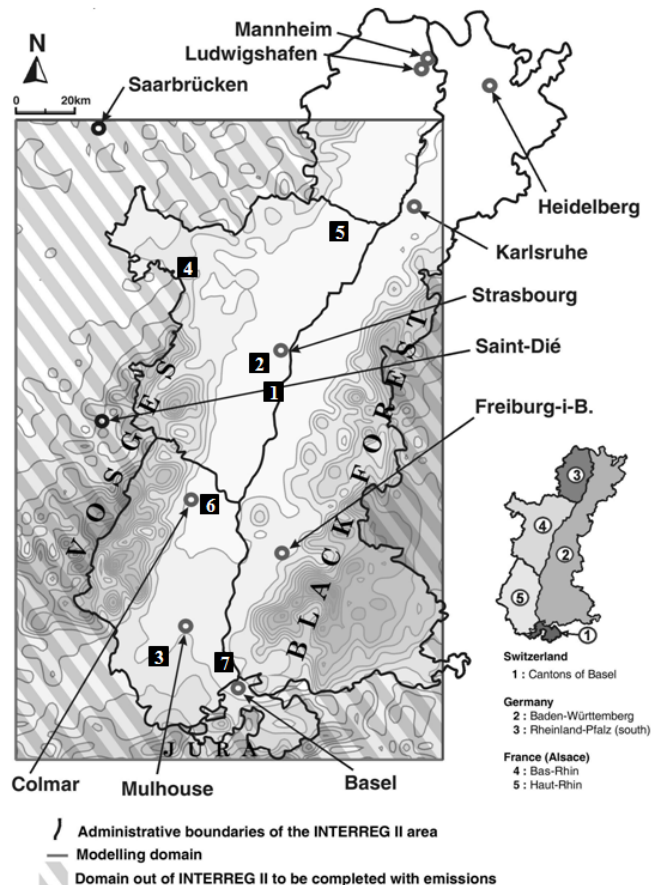 Mannheim
Ludwigshafen
N
Saarbrücken
0 20km
Heidelberg
5
Karlsruhe
4
Strasbourg
2
Saint-Dié
1
Freiburg-i-B.
VOSGES
BLACK FOREST
6
3
7
JURA
Colmar
Mulhouse
Basel
3
4
2
5
1
Switzerland
1 : Cantons of Basel
Germany
2 : Baden-Württemberg
3 : Rheinland-Pfalz (south)
France (Alsace)
4 : Bas-Rhin
5 : Haut-Rhin
Administrative boundaries of the INTERREG II area
Modelling domain
Domain out of INTERREG II to be completed with emissions